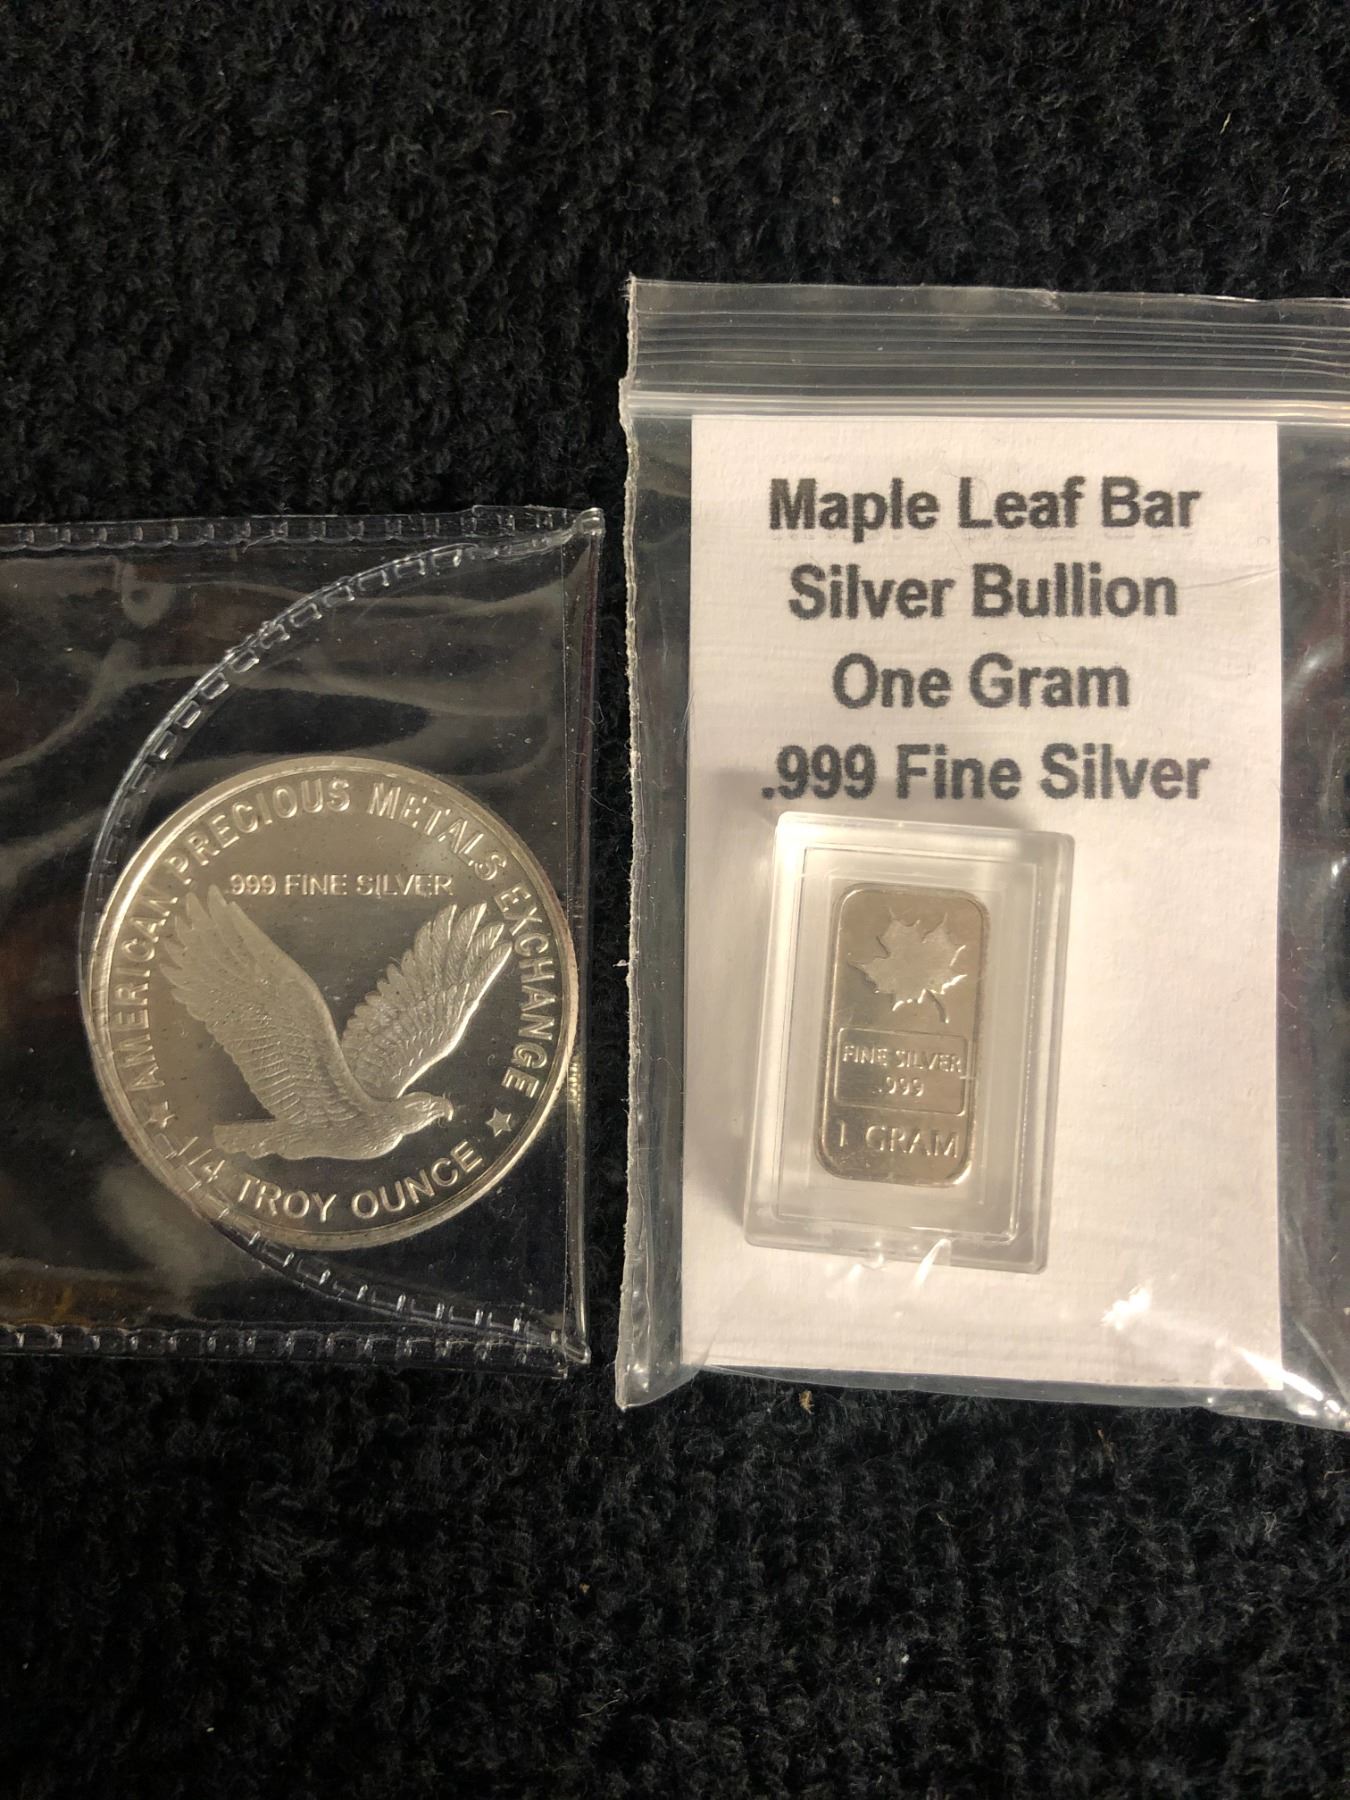 AMERICAN PRECIOUS METALS EXCHANGE
.999 FINE SILVER
1/4 TROY OUNCE
Maple Leaf Bar
Silver Bullion
One Gram
.999 Fine Silver
FINE SILVER
.999
1 GRAM